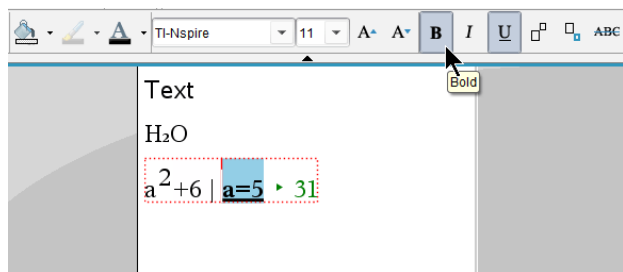 TI-Nspire 11 A A B I U ABC
Bold
Text
H₂O
a²+6 | a=5 ▸ 31